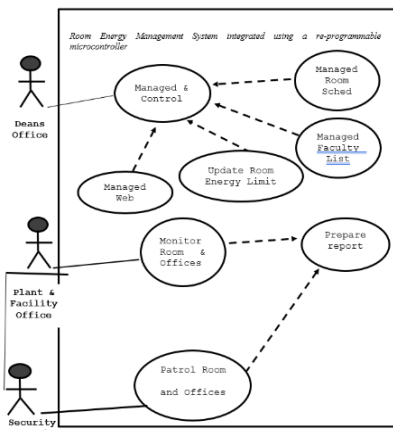 Room Energy Management System integrated using a re-programmable
microcontroller
Deans
Office
Managed &
Control
Managed
Room
Sched
Managed
Faculty
List
Update Room
Energy Limit
Managed
Web
Plant &
Facility
Office
Monitor
Room &
Offices
Prepare
report
Security
Patrol Room
and Offices